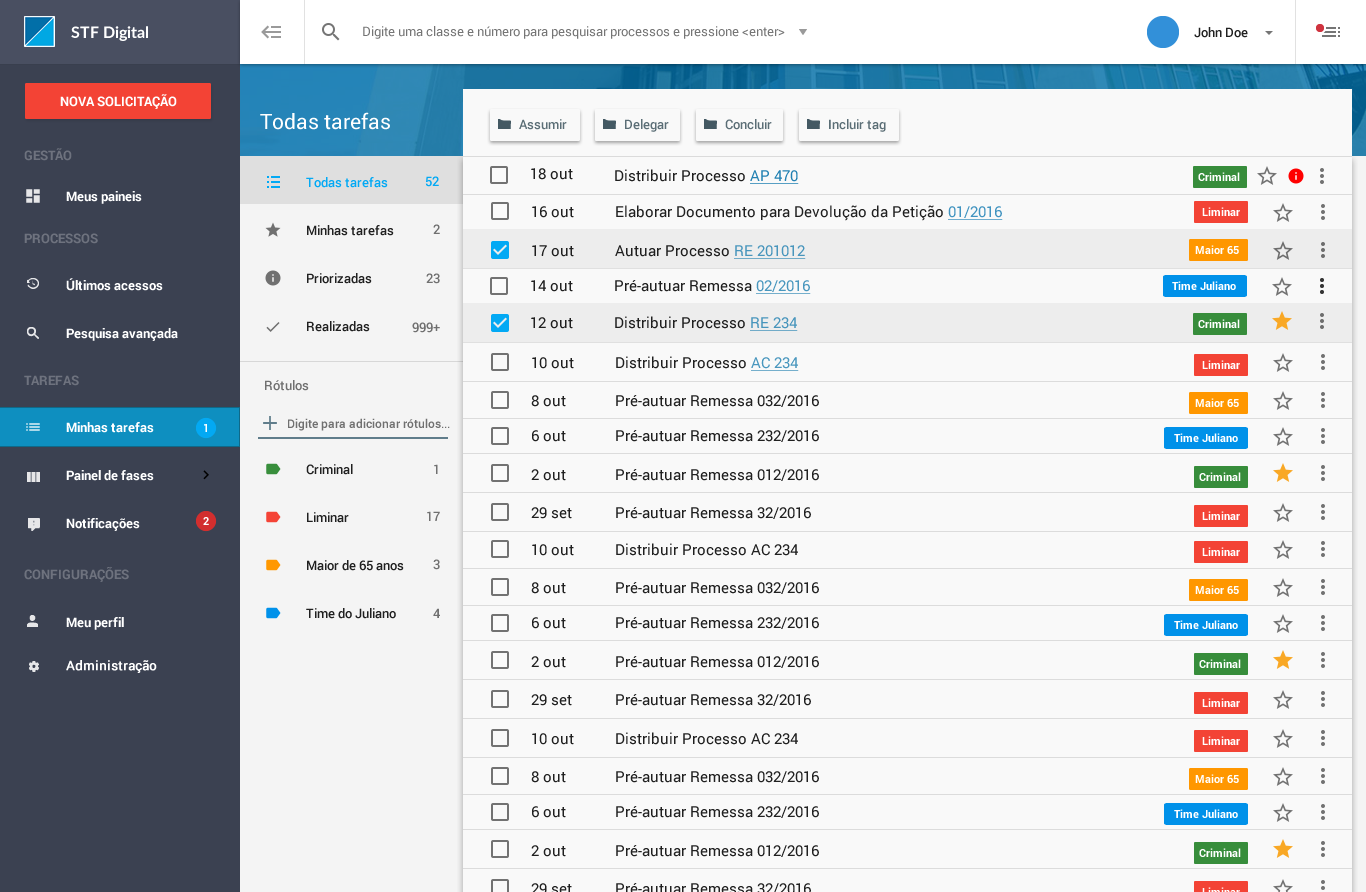 STF Digital
Digite uma classe e número para pesquisar processos e pressione <enter>
John Doe
NOVA SOLICITAÇÃO
GESTÃO
Meus paineis
PROCESSOS
Últimos acessos
Pesquisa avançada
TAREFAS
Minhas tarefas 1
Painel de fases
Notificações 2
CONFIGURAÇÕES
Meu perfil
Administração
Todas tarefas
Todas tarefas 52
Minhas tarefas 2
Priorizadas 23
Realizadas 999+
Rótulos
Digite para adicionar rótulos...
Criminal 1
Liminar 17
Maior de 65 anos 3
Time do Juliano 4
Assumir Delegar Concluir Incluir tag
18 out Distribuir Processo AP 470 Criminal
16 out Elaborar Documento para Devolução da Petição 01/2016 Liminar
17 out Autuar Processo RE 201012 Maior 65
14 out Pré-autuar Remessa 02/2016 Time Juliano
12 out Distribuir Processo RE 234 Criminal
10 out Distribuir Processo AC 234 Liminar
8 out Pré-autuar Remessa 032/2016 Maior 65
6 out Pré-autuar Remessa 232/2016 Time Juliano
2 out Pré-autuar Remessa 012/2016 Criminal
29 set Pré-autuar Remessa 32/2016 Liminar
10 out Distribuir Processo AC 234 Liminar
8 out Pré-autuar Remessa 032/2016 Maior 65
6 out Pré-autuar Remessa 232/2016 Time Juliano
2 out Pré-autuar Remessa 012/2016 Criminal
29 set Pré-autuar Remessa 32/2016 Liminar
10 out Distribuir Processo AC 234 Liminar
8 out Pré-autuar Remessa 032/2016 Maior 65
6 out Pré-autuar Remessa 232/2016 Time Juliano
2 out Pré-autuar Remessa 012/2016 Criminal
29 set Pré-autuar Remessa 32/2016 Liminar